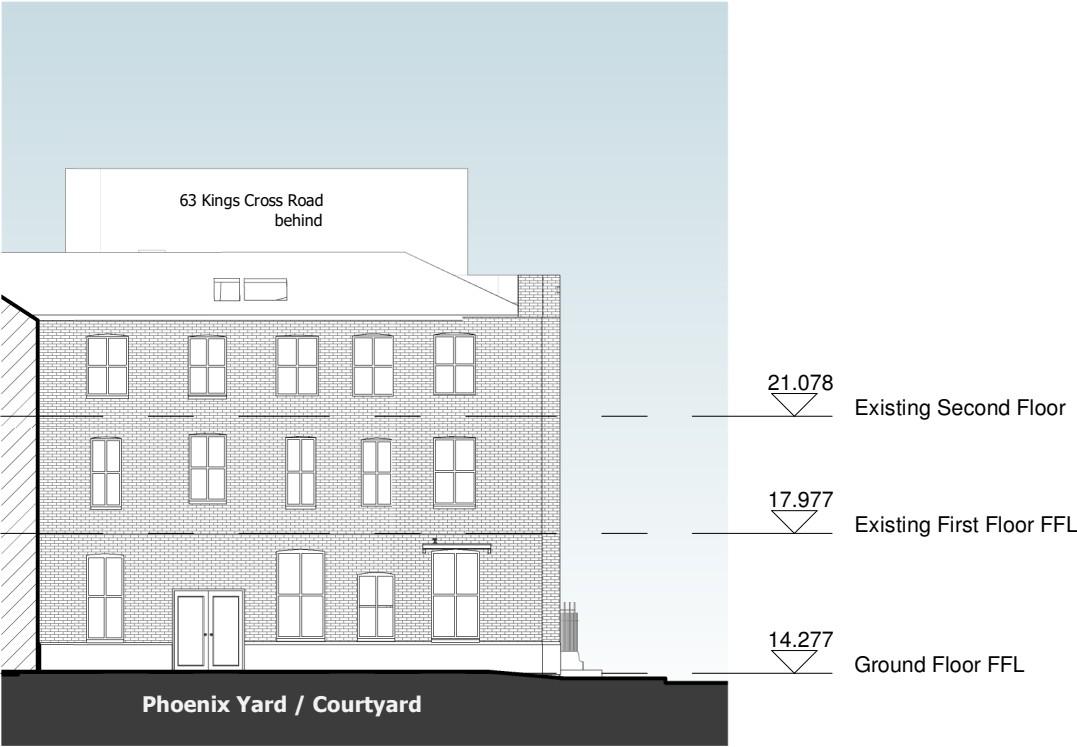 63 Kings Cross Road
behind
21.078
Existing Second Floor
17.977
Existing First Floor FFL
14.277
Ground Floor FFL
Phoenix Yard / Courtyard